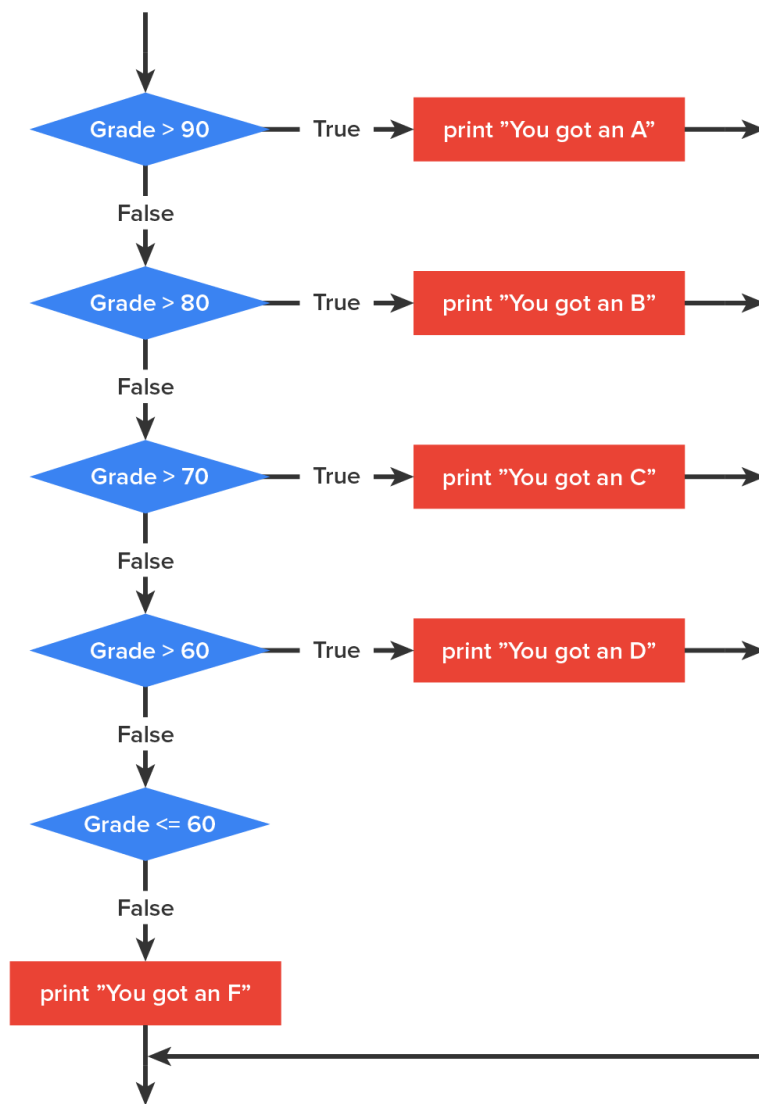 Grade > 90
True
print ”You got an A”
False
Grade > 80
True
print ”You got an B”
False
Grade > 70
True
print ”You got an C”
False
Grade > 60
True
print ”You got an D”
False
Grade <= 60
False
print ”You got an F”